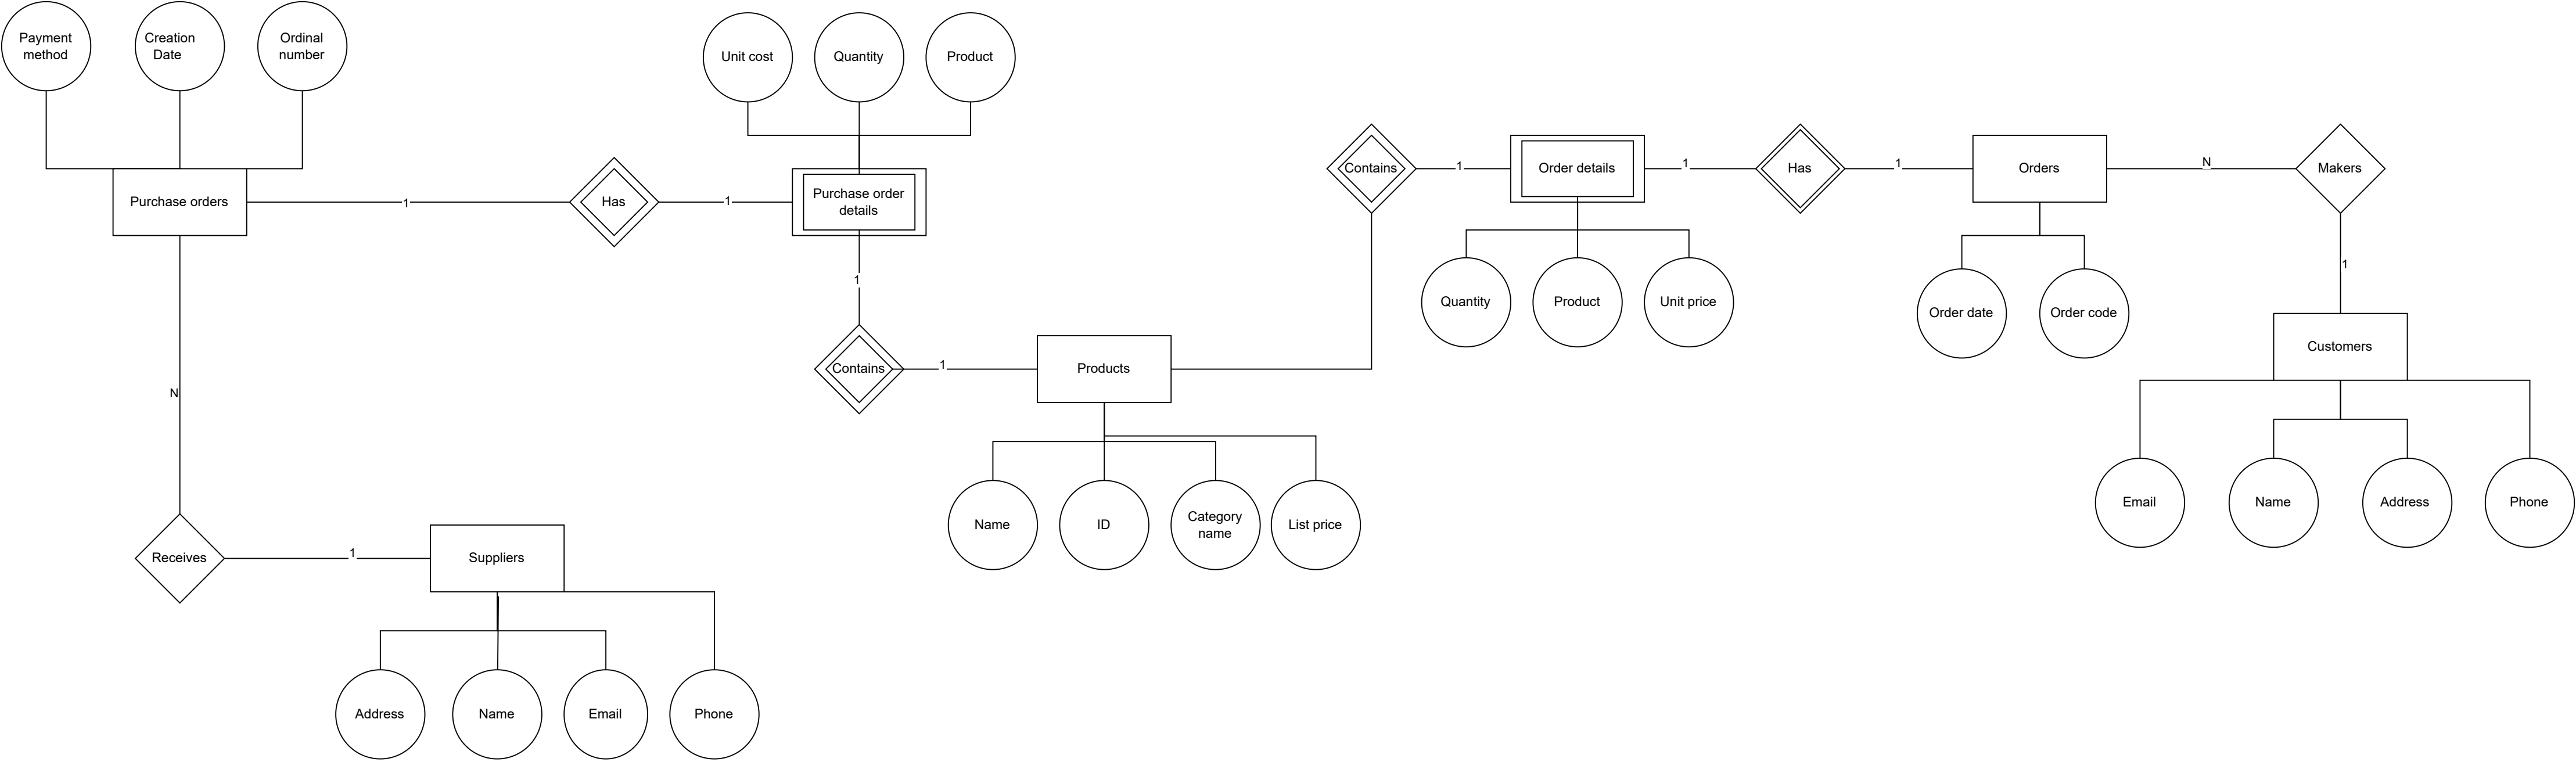 Payment
method
Creation
Date
Ordinal
number
Unit cost
Quantity
Product
Purchase orders
1
Has
1
Purchase order
details
Contains
1
Order details
1
Has
1
Orders
N
Makers
Quantity
Product
Unit price
Order date
Order code
1
Customers
1
Contains
1
Products
N
Name
ID
Category
name
List price
Email
Name
Address
Phone
Receives
1
Suppliers
Address
Name
Email
Phone